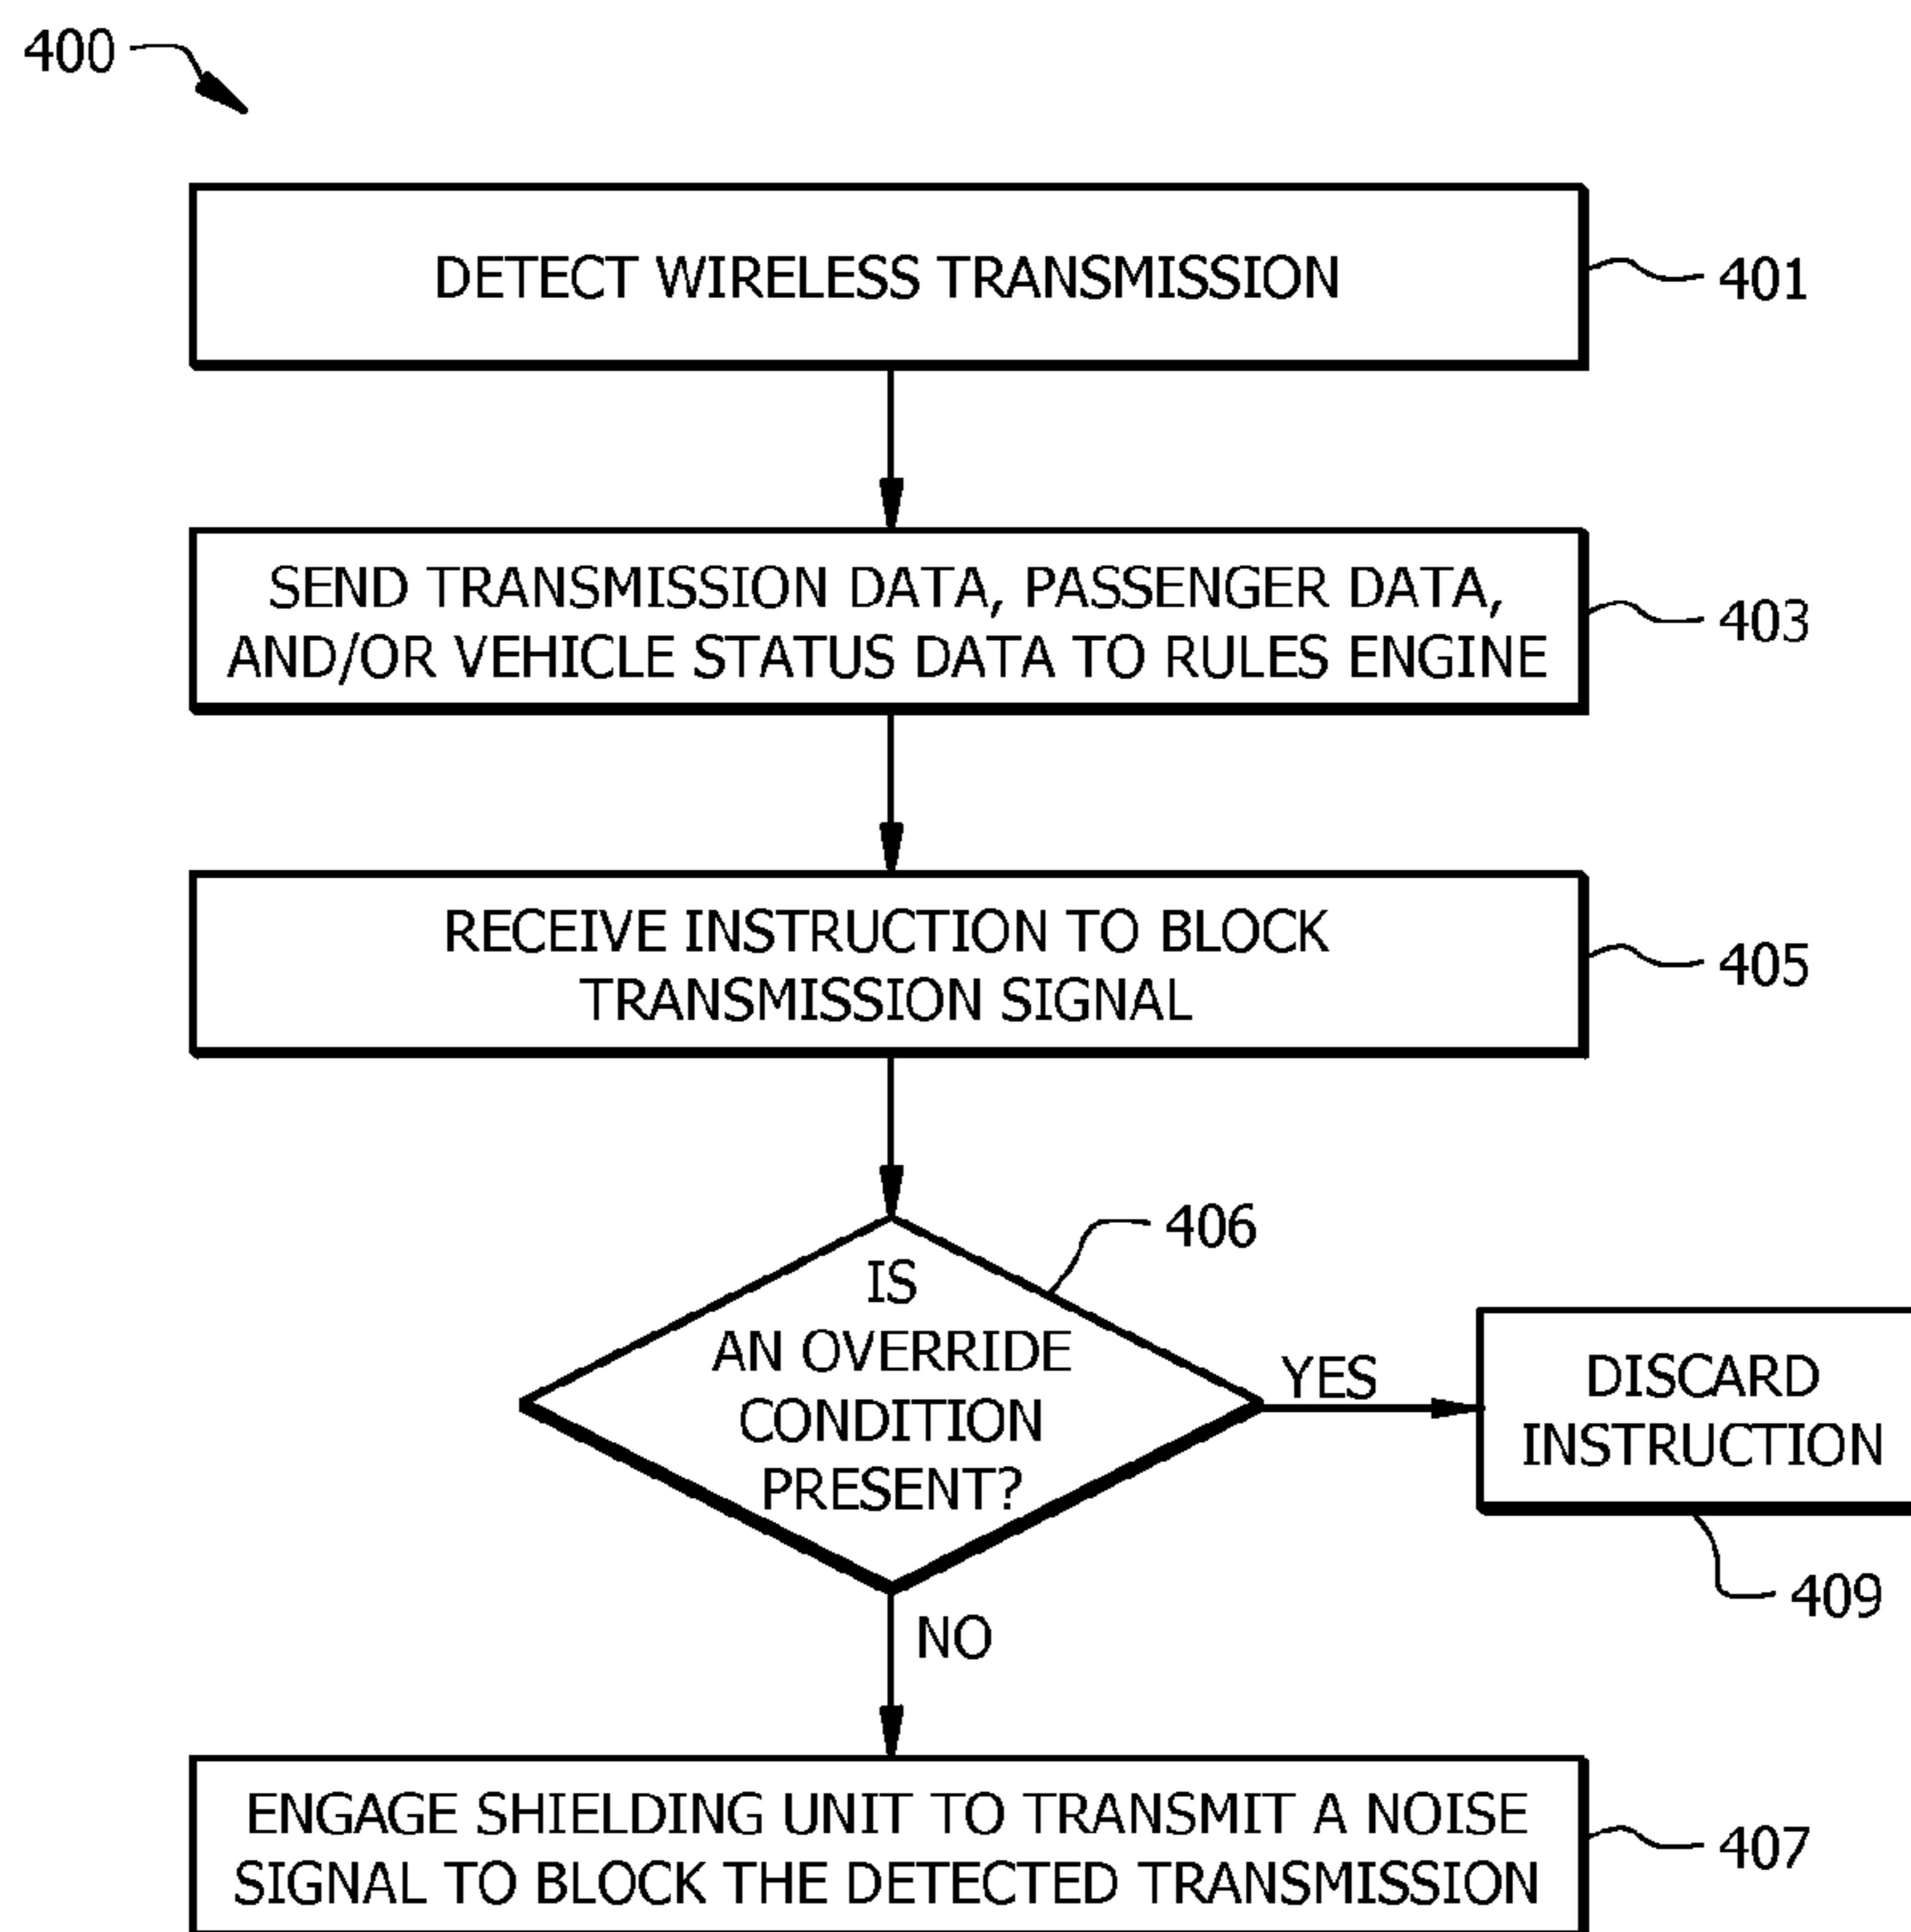 400
DETECT WIRELESS TRANSMISSION
401
SEND TRANSMISSION DATA, PASSENGER DATA,
AND/OR VEHICLE STATUS DATA TO RULES ENGINE
403
RECEIVE INSTRUCTION TO BLOCK
TRANSMISSION SIGNAL
405
406
IS
AN OVERRIDE
CONDITION
PRESENT?
YES
DISCARD
INSTRUCTION
409
NO
ENGAGE SHIELDING UNIT TO TRANSMIT A NOISE
SIGNAL TO BLOCK THE DETECTED TRANSMISSION
407